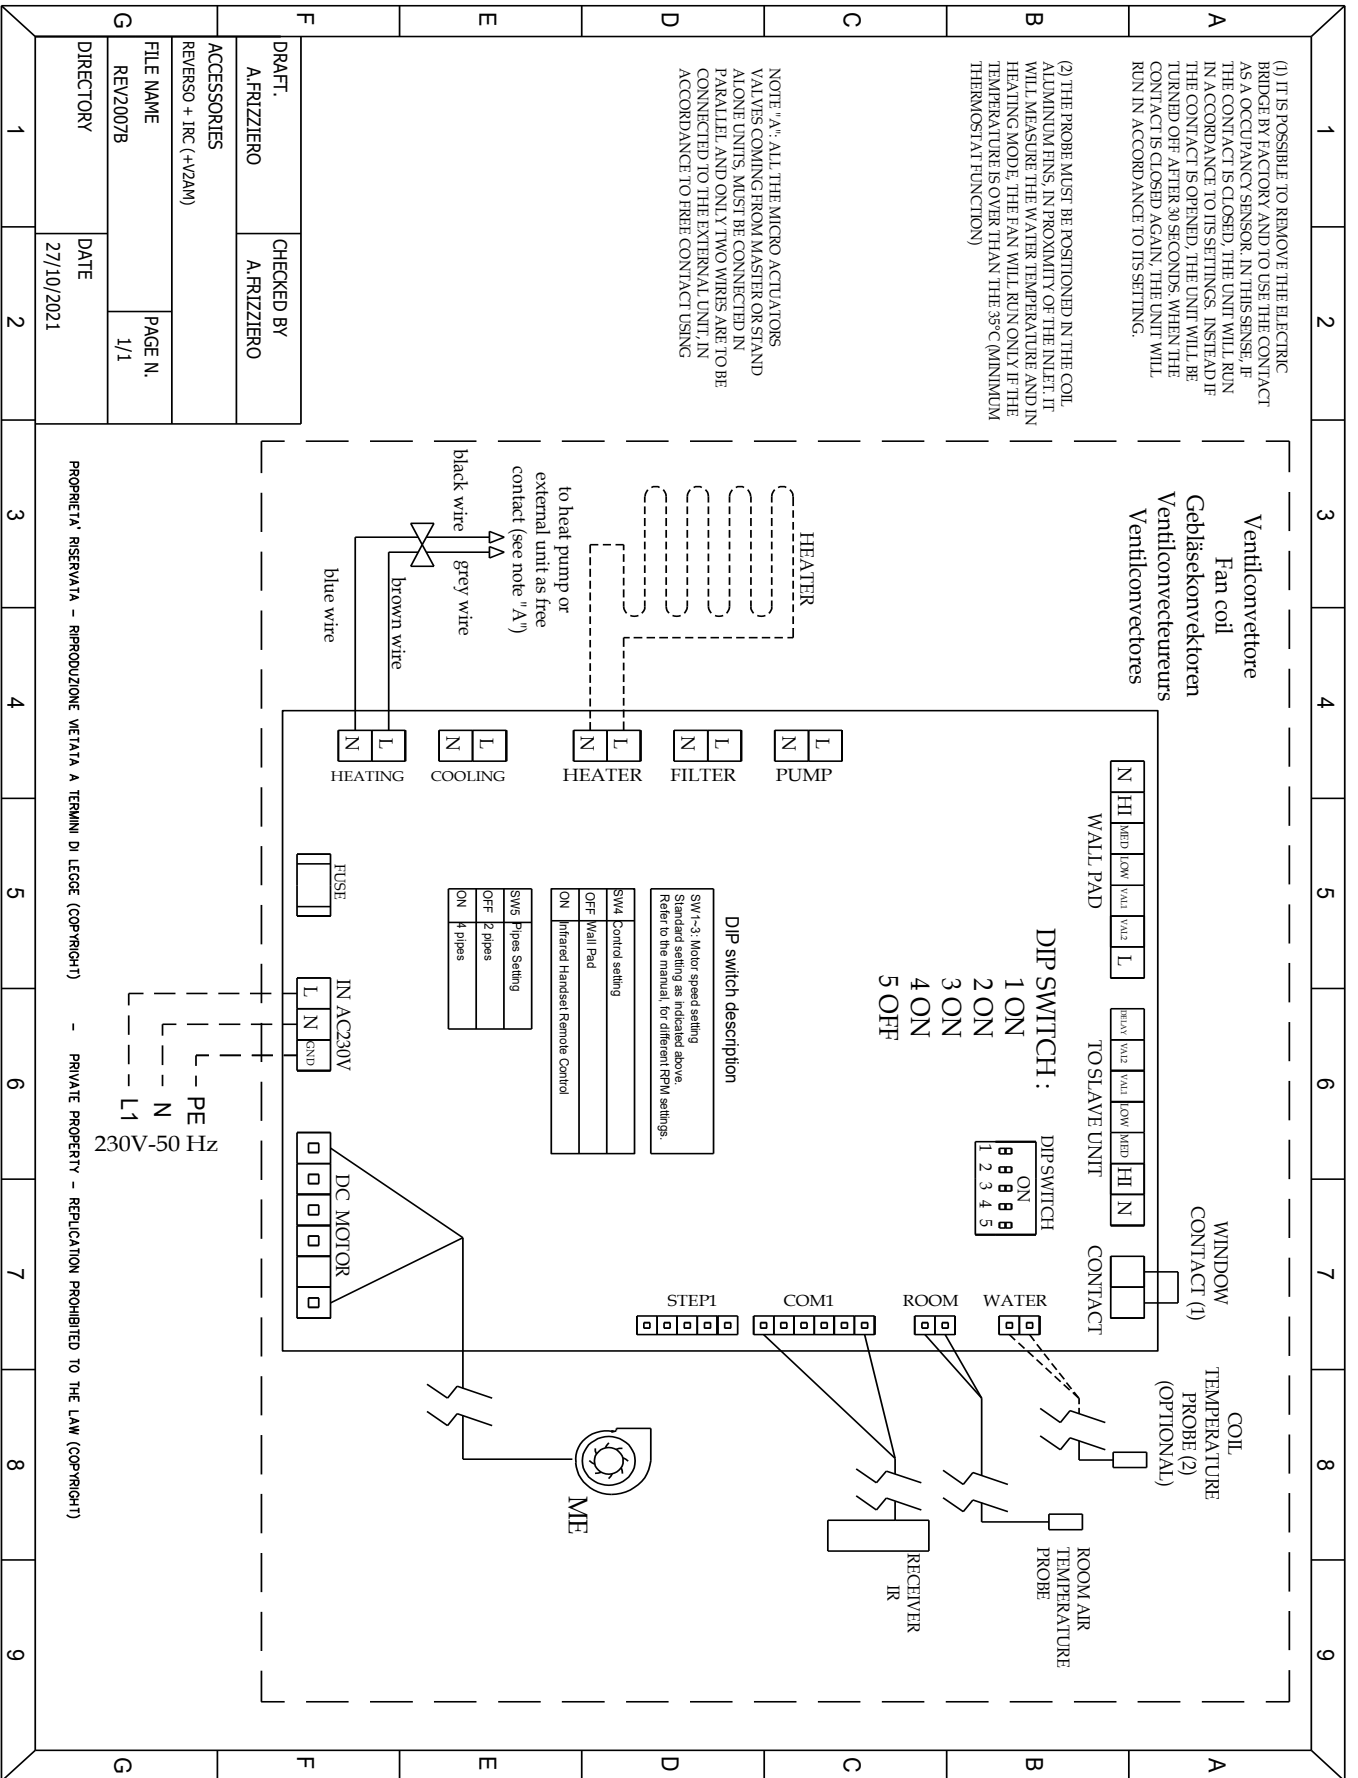 1
2
3
4
5
6
7
8
9
A
B
C
D
E
F
G
(1) IT IS POSSIBLE TO REMOVE THE ELECTRIC
BRIDGE BY FACTORY AND TO USE THE CONTACT
AS A OCCUPANCY SENSOR. IN THIS SENSE, IF
THE CONTACT IS CLOSED, THE UNIT WILL RUN
IN ACCORDANCE TO ITS SETTINGS. INSTEAD IF
THE CONTACT IS OPENED, THE UNIT WILL BE
TURNED OFF AFTER 30 SECONDS. WHEN THE
CONTACT IS CLOSED AGAIN, THE UNIT WILL
RUN IN ACCORDANCE TO ITS SETTING.
(2) THE PROBE MUST BE POSITIONED IN THE COIL
ALUMINUM FINS, IN PROXIMITY OF THE INLET. IT
WILL MEASURE THE WATER TEMPERATURE AND IN
HEATING MODE, THE FAN WILL RUN ONLY IF THE
TEMPERATURE IS OVER THAN THE 35°C (MINIMUM
THERMOSTAT FUNCTION)
NOTE "A": ALL THE MICRO ACTUATORS
VALVES COMING FROM MASTER OR STAND
ALONE UNITS, MUST BE CONNECTED IN
PARALLEL AND ONLY TWO WIRES ARE TO BE
CONNECTED TO THE EXTERNAL UNIT, IN
ACCORDANCE TO FREE CONTACT USING
Ventilconvettore
Fan coil
Gebläsekonvektoren
Ventilconvecteureurs
Ventilconvectores
WINDOW
CONTACT (1)
COIL
TEMPERATURE
PROBE (2)
(OPTIONAL)
N HI MED LOW VAL1 VAL2 L
WALL PAD
DELAY VAL2 VAL1 LOW MED HI N
TO SLAVE UNIT
CONTACT
DIP SWITCH :
1 ON
2 ON
3 ON
4 ON
5 OFF
DIP SWITCH
ON
1 2 3 4 5
WATER
ROOM
COM1
STEP1
ROOM AIR
TEMPERATURE
PROBE
RECEIVER
IR
HEATER
L
N
PUMP
L
N
FILTER
L
N
HEATER
L
N
COOLING
L
N
HEATING
DIP switch description
SW1~3: Motor speed setting
Standard setting as indicated above.
Refer to the manual, for different RPM settings.
SW4 Control setting
OFF Wall Pad
ON Infrared Handset Remote Control
SW5 Pipes Setting
OFF 2 pipes
ON 4 pipes
to heat pump or
external unit as free
contact (see note "A")
grey wire
black wire
brown wire
blue wire
ME
FUSE
IN AC230V
L N GND
DC MOTOR
PE
N
L1
230V-50 Hz
DRAFT.
A.FRIZZIERO
CHECKED BY
A.FRIZZIERO
ACCESSORIES
REVERSO + IRC (+V2AM)
FILE NAME
REV2007B
PAGE N.
1/1
DIRECTORY
DATE
27/10/2021
PROPRIETA' RISERVATA - RIPRODUZIONE VIETATA A TERMINI DI LEGGE (COPYRIGHT) - PRIVATE PROPERTY - REPLICATION PROHIBITED TO THE LAW (COPYRIGHT)
1
2
3
4
5
6
7
8
9
A
B
C
D
E
F
G